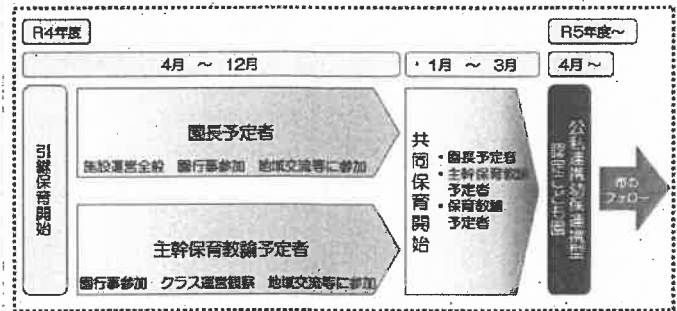 R4年度
R5年度～
4月 ～ 12月
1月 ～ 3月
4月 ～
引継保育開始
園長予定者
施設運営全般 園行事参加 地域交流等に参加
主幹保育教諭予定者
園行事参加 クラス運営観察 地域交流等に参加
共同保育開始
・園長予定者
・主幹保育教諭
予定者
・保育教諭
予定者
公私連携幼保連携型
認定こども園
市の
フォロー